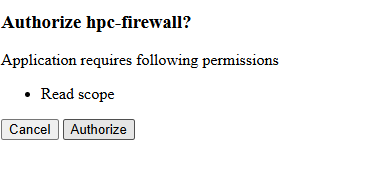 Authorize hpc-firewall?
Application requires following permissions
Read scope
Cancel Authorize